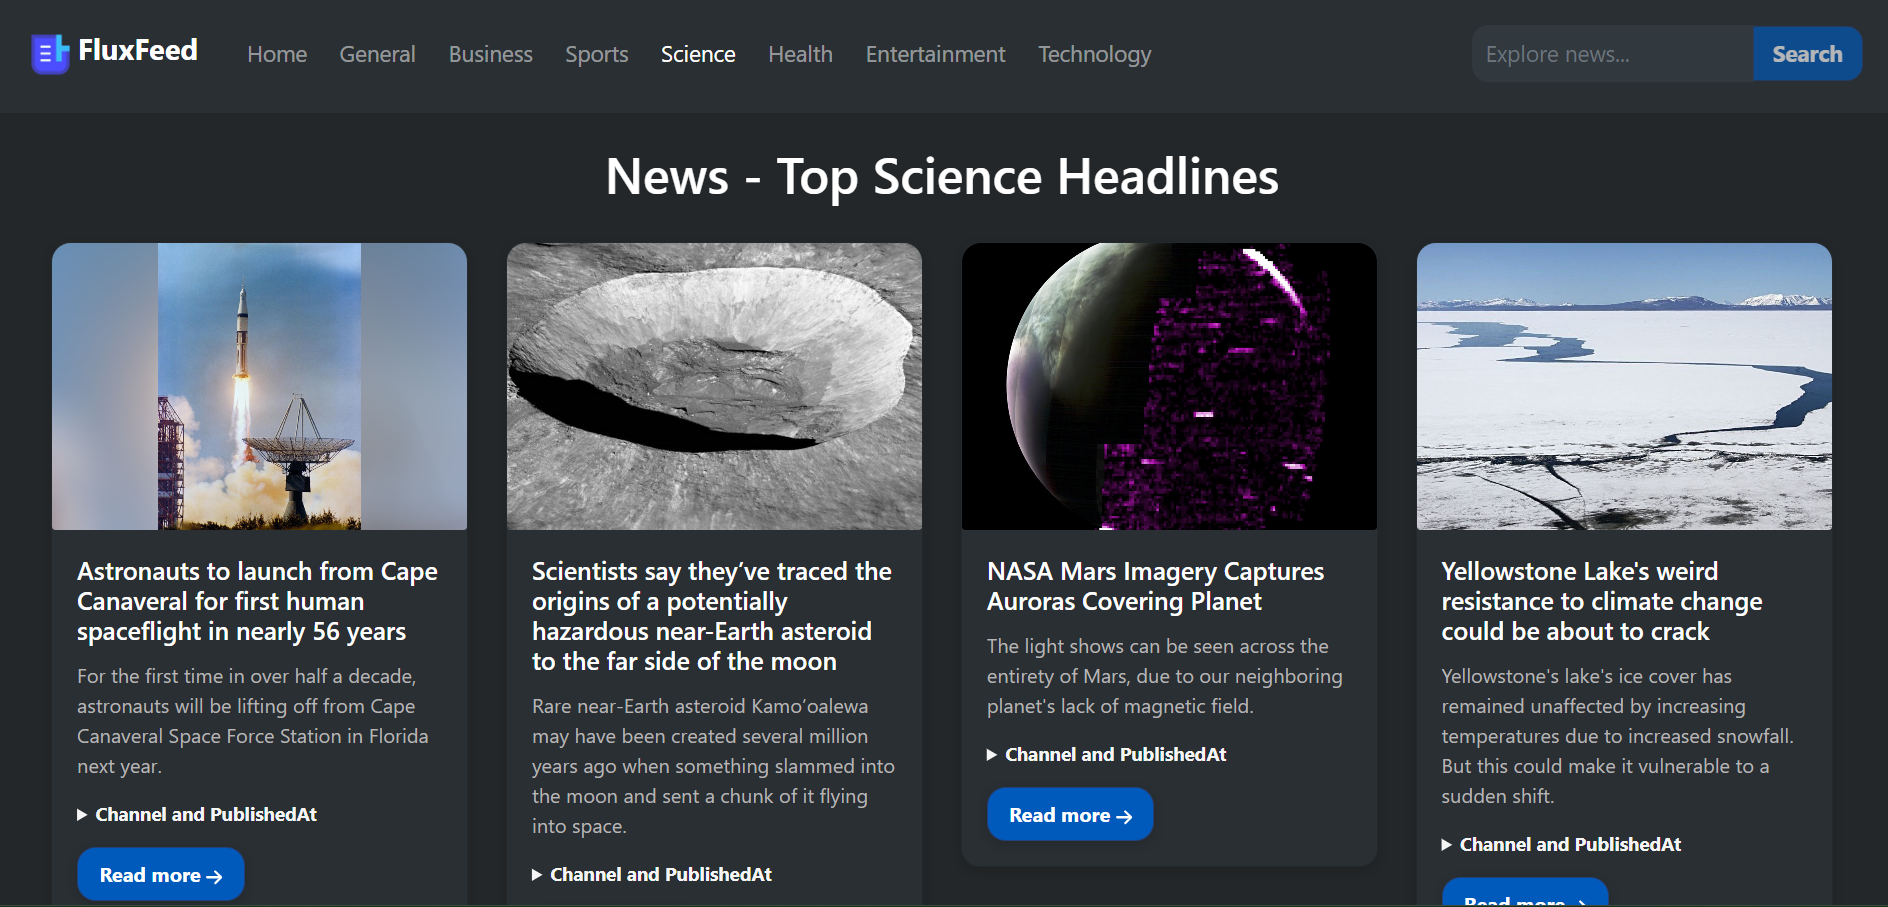 FluxFeed
Home General Business Sports Science Health Entertainment Technology
Explore news...
Search
News - Top Science Headlines
Astronauts to launch from Cape
Canaveral for first human
spaceflight in nearly 56 years
For the first time in over half a decade,
astronauts will be lifting off from Cape
Canaveral Space Force Station in Florida
next year.
▶ Channel and PublishedAt
Read more →
Scientists say they’ve traced the
origins of a potentially
hazardous near-Earth asteroid
to the far side of the moon
Rare near-Earth asteroid Kamo’oalewa
may have been created several million
years ago when something slammed into
the moon and sent a chunk of it flying
into space.
▶ Channel and PublishedAt
NASA Mars Imagery Captures
Auroras Covering Planet
The light shows can be seen across the
entirety of Mars, due to our neighboring
planet's lack of magnetic field.
▶ Channel and PublishedAt
Read more →
Yellowstone Lake's weird
resistance to climate change
could be about to crack
Yellowstone's lake's ice cover has
remained unaffected by increasing
temperatures due to increased snowfall.
But this could make it vulnerable to a
sudden shift.
▶ Channel and PublishedAt
Read more →